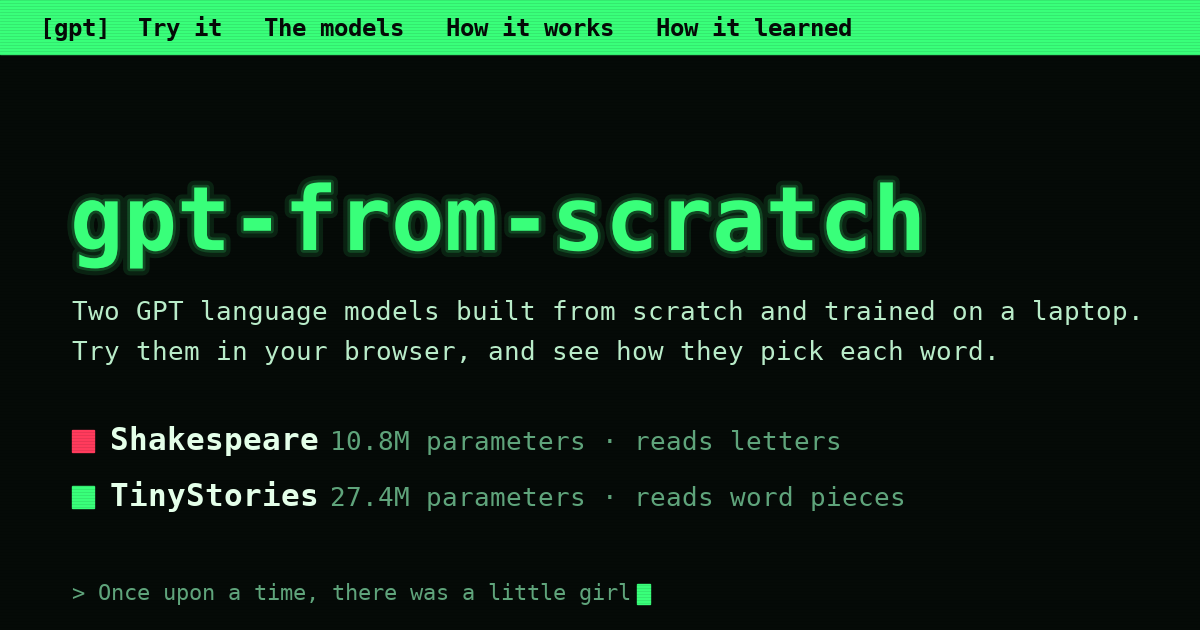 [gpt] Try it The models How it works How it learned
gpt-from-scratch
Two GPT language models built from scratch and trained on a laptop.
Try them in your browser, and see how they pick each word.
Shakespeare 10.8M parameters · reads letters
TinyStories 27.4M parameters · reads word pieces
> Once upon a time, there was a little girl